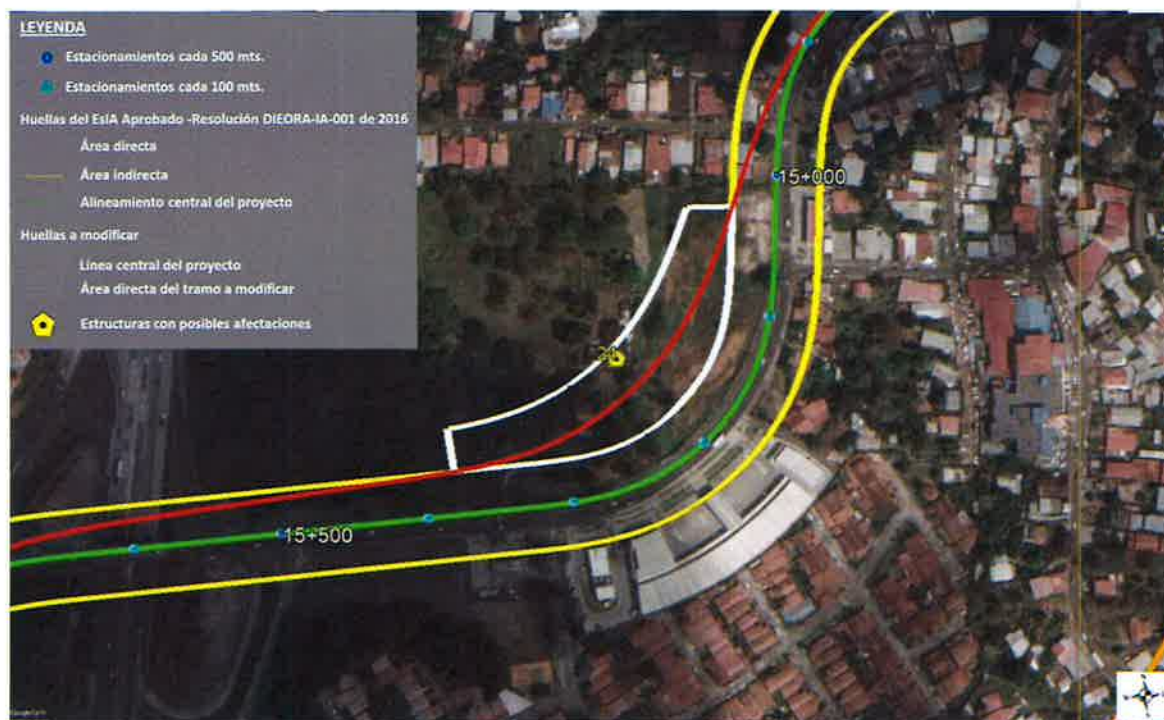 LEYENDA
Estacionamientos cada 500 mts.
Estacionamientos cada 100 mts.
Huellas del EsIA Aprobado -Resolución DIEORA-IA-001 de 2016
Área directa
Área indirecta
Alineamiento central del proyecto
Huellas a modificar
Línea central del proyecto
Área directa del tramo a modificar
Estructuras con posibles afectaciones
15+000
15+500